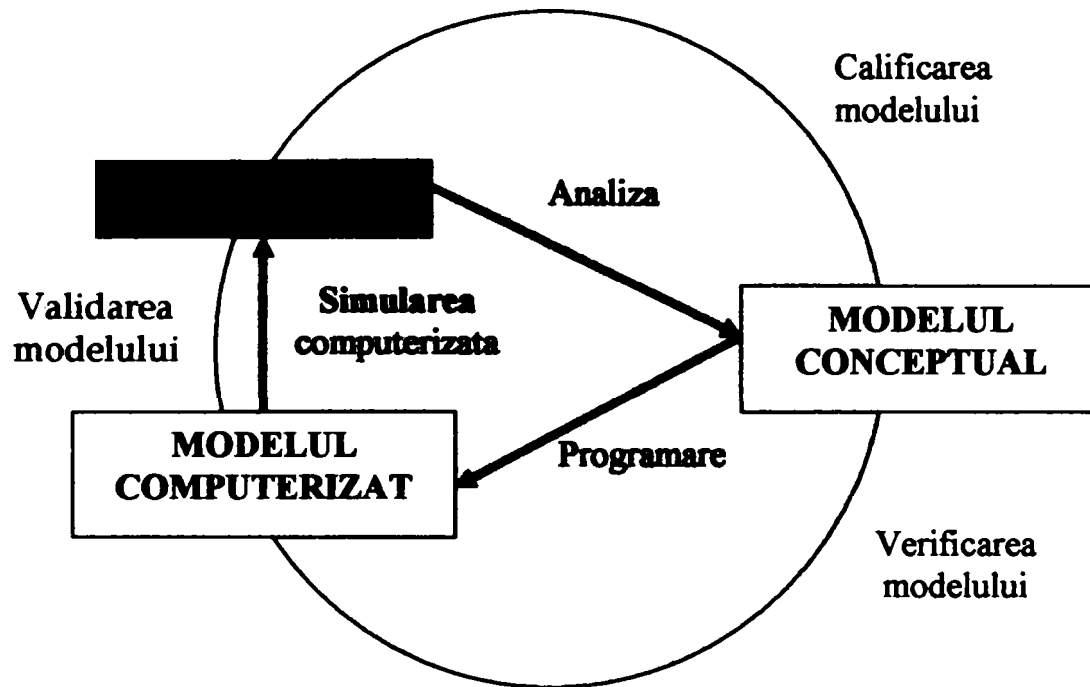 Calificarea
modelului
Analiza
Validarea
modelului
Simularea
computerizata
MODELUL
CONCEPTUAL
MODELUL
COMPUTERIZAT
Programare
Verificarea
modelului